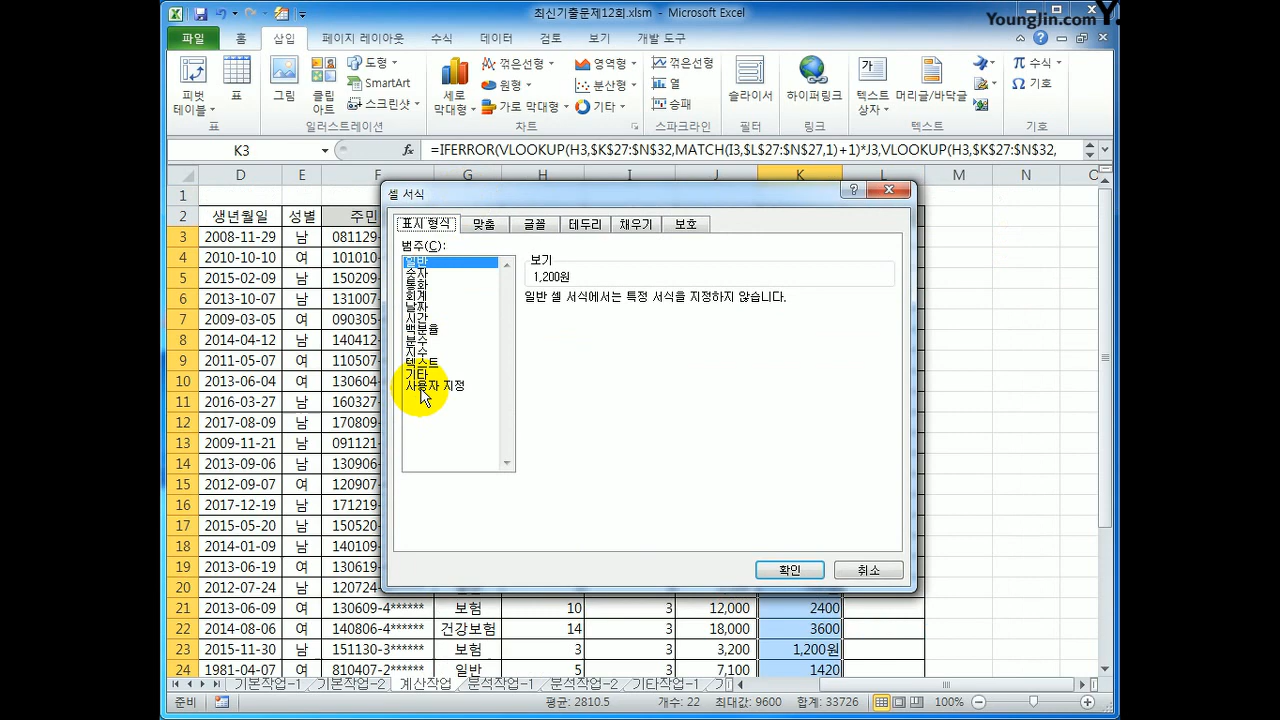 최신기출문제12회.xlsm - Microsoft Excel
YoungJin.com Y.
파일 홈 삽입 페이지 레이아웃 수식 데이터 검토 보기 개발 도구
피벗 테이블 표 그림 클립 아트 도형 SmartArt 스크린샷 세로 막대형 꺾은선형 원형 가로 막대형 영역형 분산형 기타 꺾은선형 열 승패 슬라이서 하이퍼링크 텍스트 상자 머리글/바닥글 수식 기호
표 일러스트레이션 차트 스파크라인 필터 링크 텍스트 기호
K3 fx =IFERROR(VLOOKUP(H3,$K$27:$N$32,MATCH(I3,$L$27:$N$27,1)+1)*J3,VLOOKUP(H3,$K$27:$N$32,
D E F G H I J K L M N O
1
2 생년월일 성별 주민
3 2008-11-29 남 081129-
4 2010-10-10 여 101010-
5 2015-02-09 남 150209-
6 2013-10-07 남 131007-
7 2009-03-05 여 090305-
8 2014-04-12 남 140412-
9 2011-05-07 여 110507-
10 2013-06-04 여 130604-
11 2016-03-27 남 160327-
12 2017-08-09 남 170809-
13 2009-11-21 남 091121-
14 2013-09-06 남 130906-
15 2012-09-07 여 120907-
16 2017-12-19 남 171219-
17 2015-05-20 남 150520-
18 2014-01-09 남 140109-
19 2013-06-19 남 130619-
20 2012-07-24 남 120724-
21 2013-06-09 여 130609-4****** 보험 10 3 12,000 2400
22 2014-08-06 여 140806-4****** 건강보험 14 3 18,000 3600
23 2015-11-30 남 151130-3****** 보험 3 3 3,200 1,200원
24 1981-04-07 여 810407-2****** 일반 5 3 7,100 1420
셀 서식
표시 형식 맞춤 글꼴 테두리 채우기 보호
범주(C):
일반
숫자
통화
회계
날짜
시간
백분율
분수
지수
텍스트
기타
사용자 지정
보기
1,200원
일반 셀 서식에서는 특정 서식을 지정하지 않습니다.
확인 취소
기본작업-1 기본작업-2 계산작업 분석작업-1 분석작업-2 기타작업-1
준비 평균: 2810.5 개수: 22 최대값: 9600 합계: 33726 100%